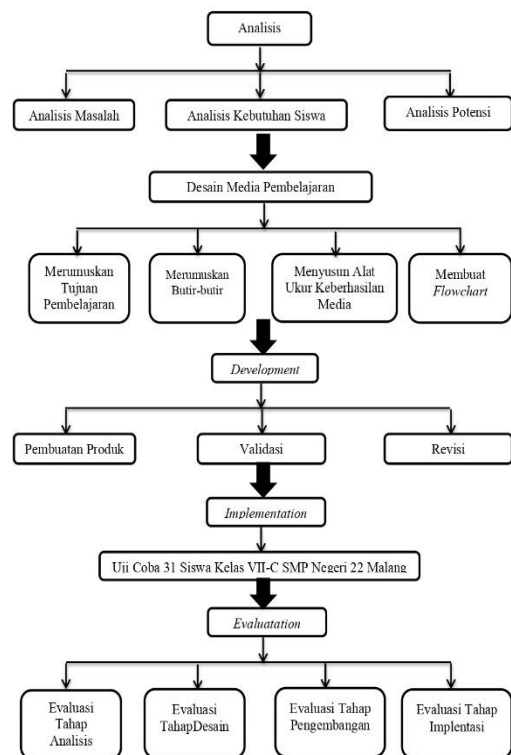 Analisis
Analisis Masalah
Analisis Kebutuhan Siswa
Analisis Potensi
Desain Media Pembelajaran
Merumuskan
Tujuan
Pembelajaran
Merumuskan
Butir-butir
Menyusun Alat
Ukur Keberhasilan
Media
Membuat
Flowchart
Development
Pembuatan Produk
Validasi
Revisi
Implementation
Uji Coba 31 Siswa Kelas VII-C SMP Negeri 22 Malang
Evaluatation
Evaluasi
Tahap
Analisis
Evaluasi
TahapDesain
Evaluasi Tahap
Pengembangan
Evaluasi Tahap
Implentasi